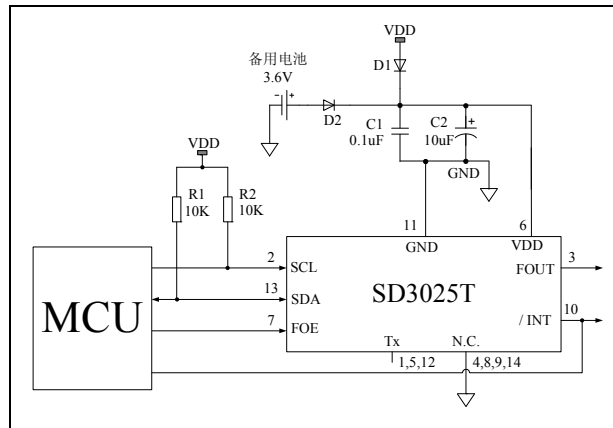 VDD
备用电池
3.6V
D1
D2
C1
0.1uF
C2
10uF
GND
VDD
R1
10K
R2
10K
11
6
GND
VDD
2
SCL
FOUT
3
13
SDA
SD3025T
MCU
7
FOE
/ INT
10
Tx
N.C.
1,5,12
4,8,9,14